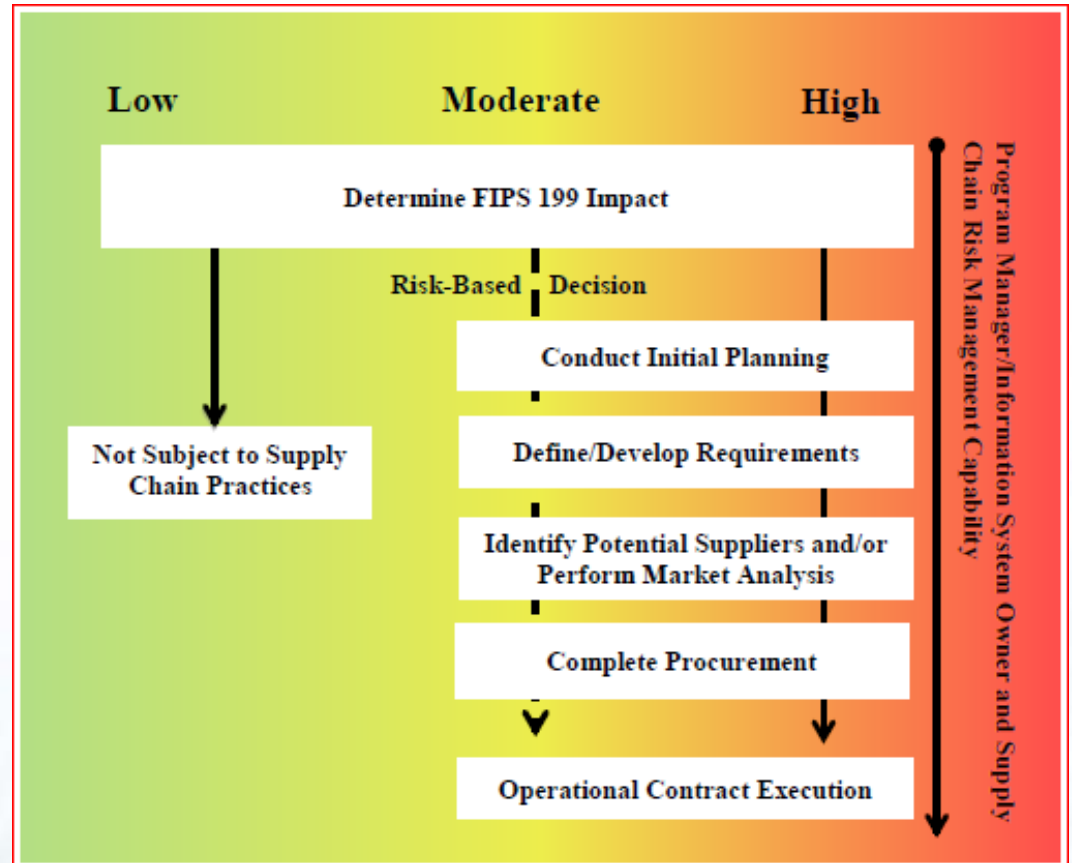 Low
Moderate
High
Determine FIPS 199 Impact
Risk-Based Decision
Conduct Initial Planning
Not Subject to Supply
Chain Practices
Define/Develop Requirements
Identify Potential Suppliers and/or
Perform Market Analysis
Complete Procurement
Operational Contract Execution
Program Manager/Information System Owner and Supply
Chain Risk Management Capability